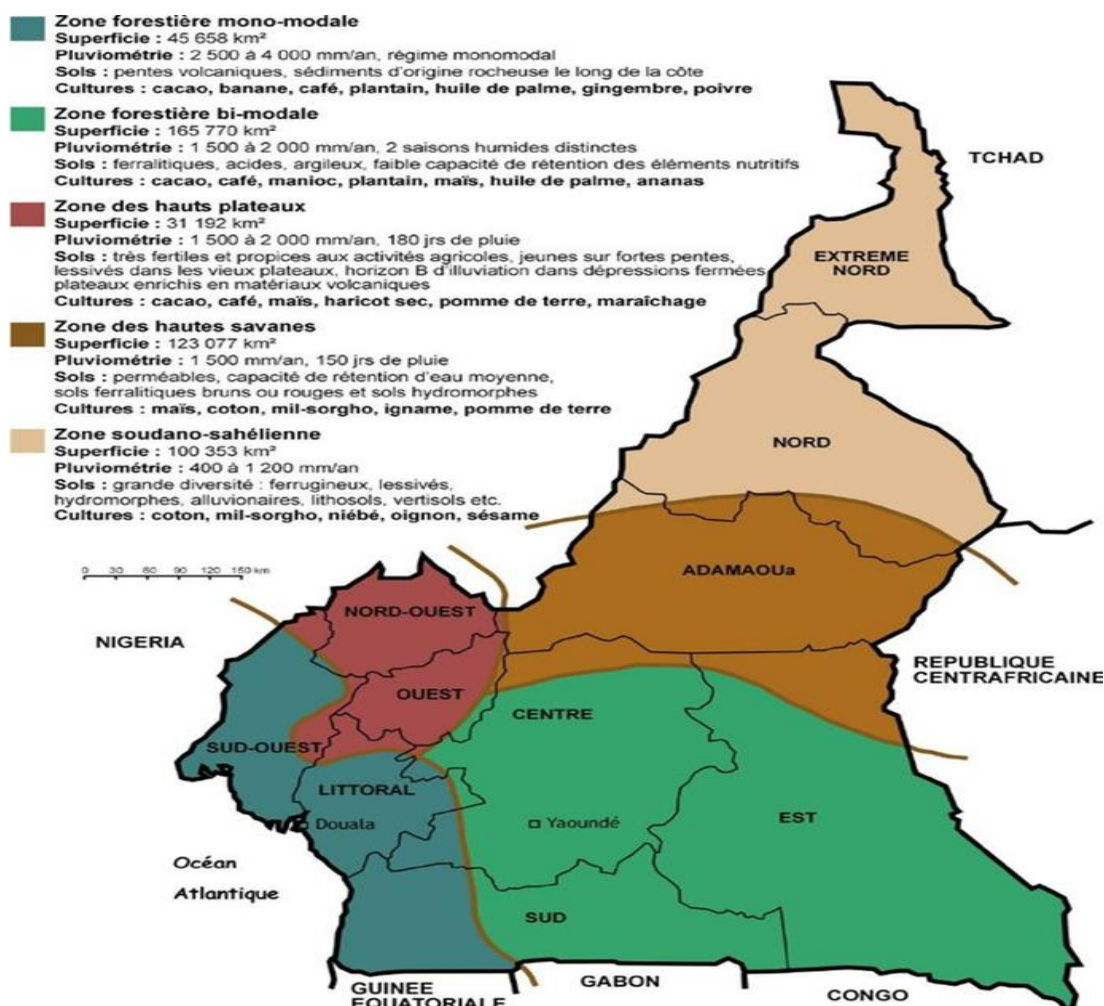 Zone forestière mono-modale
Superficie : 45 658 km²
Pluviométrie : 2 500 à 4 000 mm/an, régime monomodal
Sols : pentes volcaniques, sédiments d'origine rocheuse le long de la côte
Cultures : cacao, banane, café, plantain, huile de palme, gingembre, poivre
Zone forestière bi-modale
Superficie : 165 770 km²
Pluviométrie : 1 500 à 2 000 mm/an, 2 saisons humides distinctes
Sols : ferralitiques, acides, argileux, faible capacité de rétention des éléments nutritifs
Cultures : cacao, café, manioc, plantain, maïs, huile de palme, ananas
Zone des hauts plateaux
Superficie : 31 192 km²
Pluviométrie : 1 500 à 2 000 mm/an, 180 jrs de pluie
Sols : très fertiles et propices aux activités agricoles, jeunes sur fortes pentes,
lessivés dans les vieux plateaux, horizon B d'illuviation dans dépressions fermées
plateaux enrichis en matériaux volcaniques
Cultures : cacao, café, maïs, haricot sec, pomme de terre, maraîchage
Zone des hautes savanes
Superficie : 123 077 km²
Pluviométrie : 1 500 mm/an, 150 jrs de pluie
Sols : perméables, capacité de rétention d'eau moyenne,
sols ferralitiques bruns ou rouges et sols hydromorphes
Cultures : maïs, coton, mil-sorgho, igname, pomme de terre
Zone soudano-sahélienne
Superficie : 100 353 km²
Pluviométrie : 400 à 1 200 mm/an
Sols : grande diversité : ferrugineux, lessivés,
hydromorphes, alluvionaires, lithosols, vertisols etc.
Cultures : coton, mil-sorgho, niébé, oignon, sésame
0 30 60 90 120 150 km
TCHAD
EXTREME
NORD
NORD
ADAMAOUa
NORD-OUEST
NIGERIA
REPUBLIQUE
CENTRAFRICAINE
OUEST
CENTRE
SUD-OUEST
LITTORAL
EST
Douala
Yaoundé
Océan
Atlantique
SUD
GUINEE
EQUATORIALE
GABON
CONGO